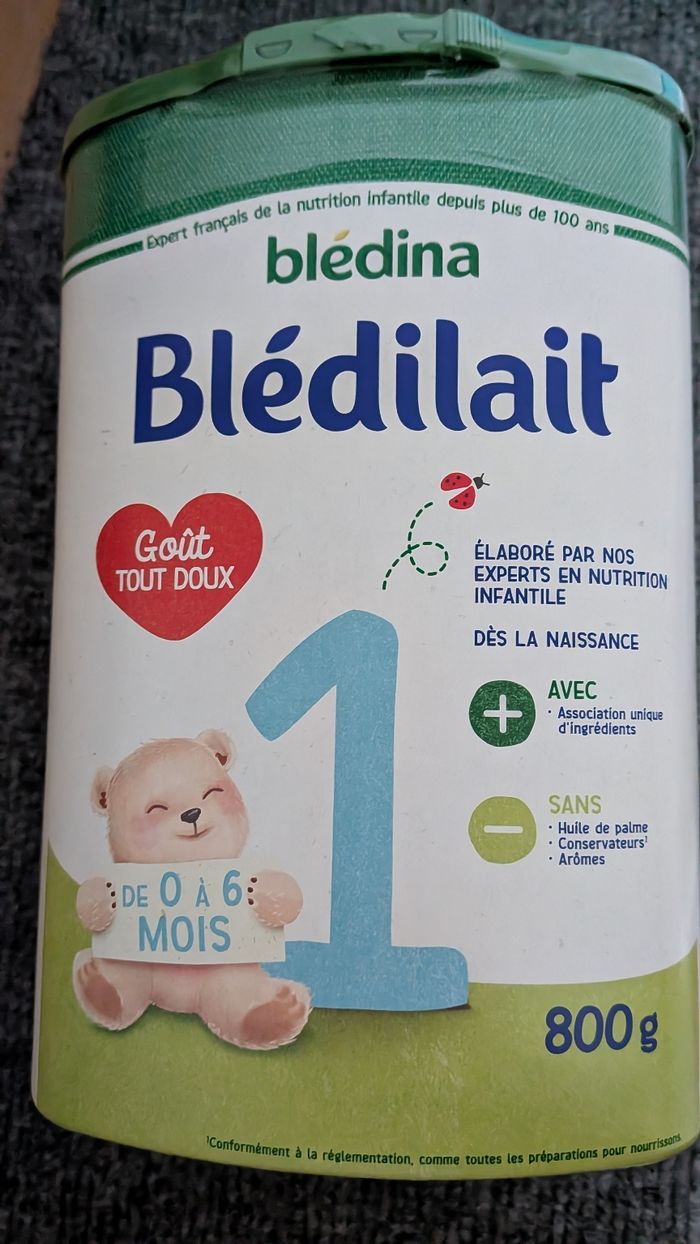 Expert français de la nutrition infantile depuis plus de 100 ans
blédina
Blédilait
Goût
TOUT DOUX
ÉLABORÉ PAR NOS
EXPERTS EN NUTRITION
INFANTILE
DÈS LA NAISSANCE
1
+
AVEC
· Association unique
d'ingrédients
−
SANS
· Huile de palme
· Conservateurs¹
· Arômes
DE 0 À 6
MOIS
800g
¹Conformément à la réglementation, comme toutes les préparations pour nourrissons.